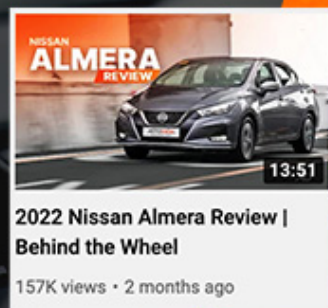 NISSAN
ALMERA
REVIEW
13:51
2022 Nissan Almera Review |
Behind the Wheel
157K views • 2 months ago